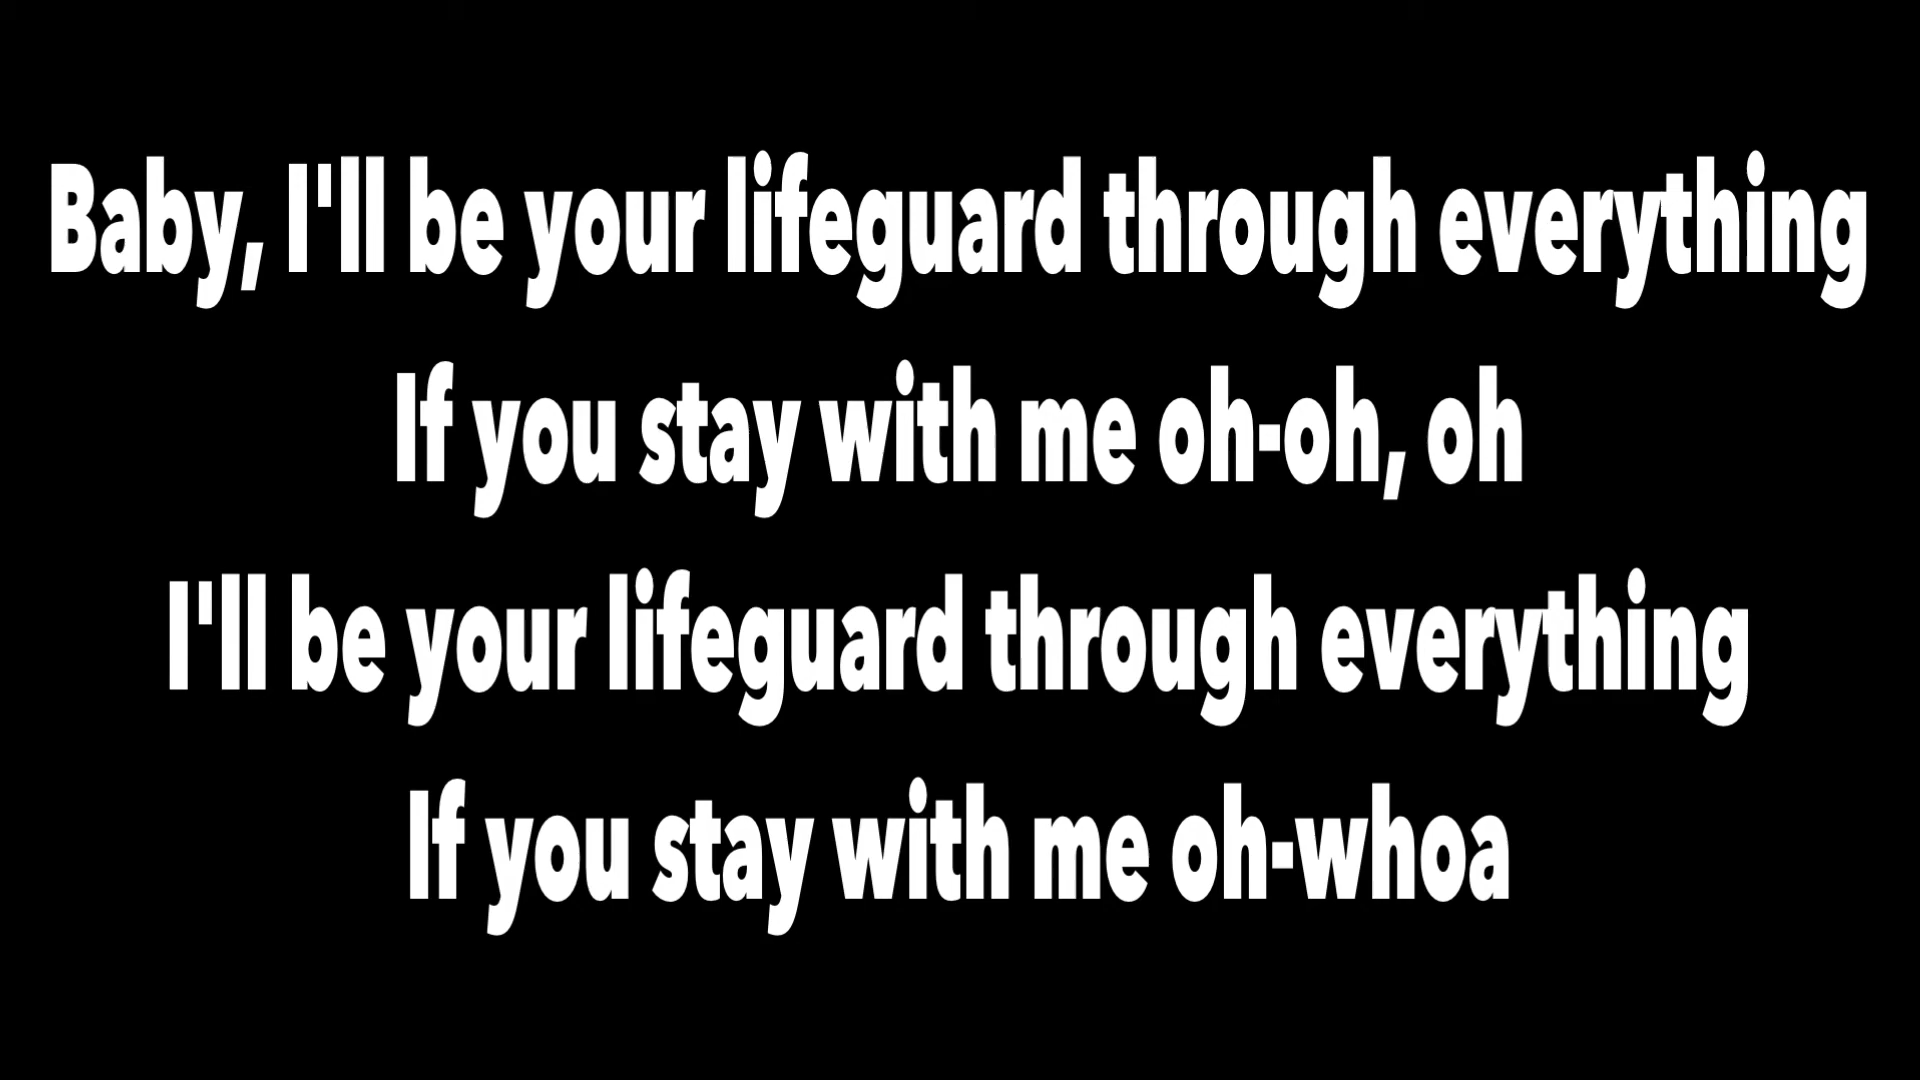 Baby, I'll be your lifeguard through everything
If you stay with me oh-oh, oh
I'll be your lifeguard through everything
If you stay with me oh-whoa